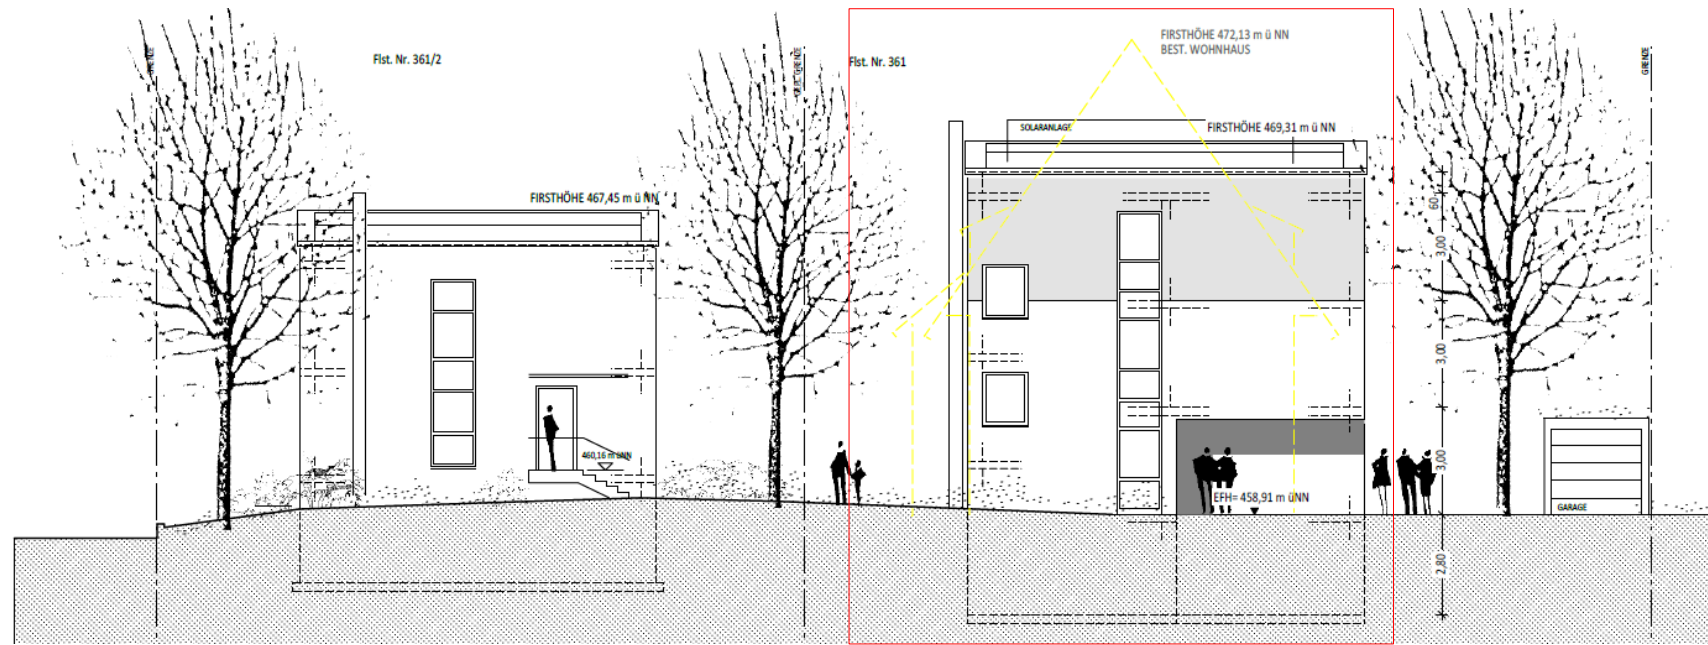 GRENZE
Flst. Nr. 361/2
GRENZE
Flst. Nr. 361
FIRSTHÖHE 472,13 m ü NN
BEST. WOHNHAUS
GRENZE
SOLARANLAGE
FIRSTHÖHE 469,31 m ü NN
FIRSTHÖHE 467,45 m ü NN
60
3,00
3,00
3,00
2,80
460,16 m üNN
EFH= 458,91 m üNN
GARAGE